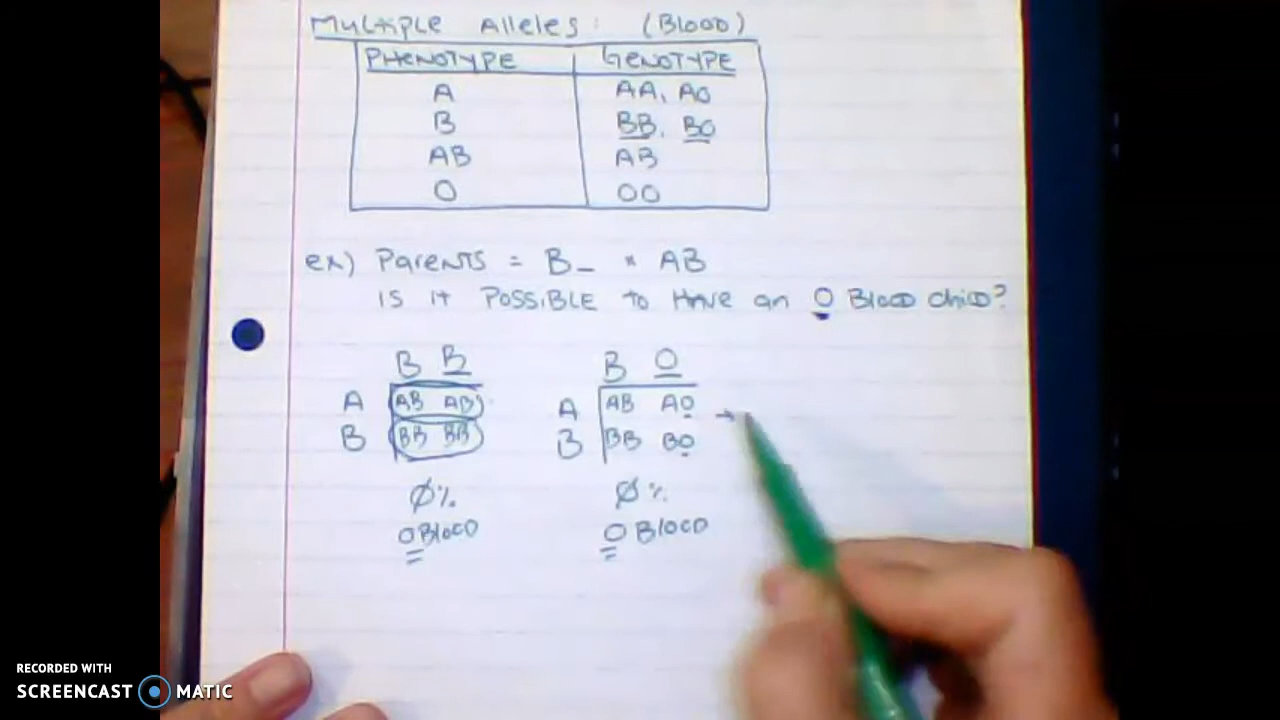 Multiple Alleles: (Blood)
PHENOTYPE GENOTYPE
A AA, AO
B BB, BO
AB AB
O OO
ex) Parents = B_ × AB
IS IT POSSIBLE to Have an O Blood Child?
B B B O
A AB AB A AB AO →
B BB BB B BB BO
0% 0%
O Blood O Blood
RECORDED WITH
SCREENCAST MATIC